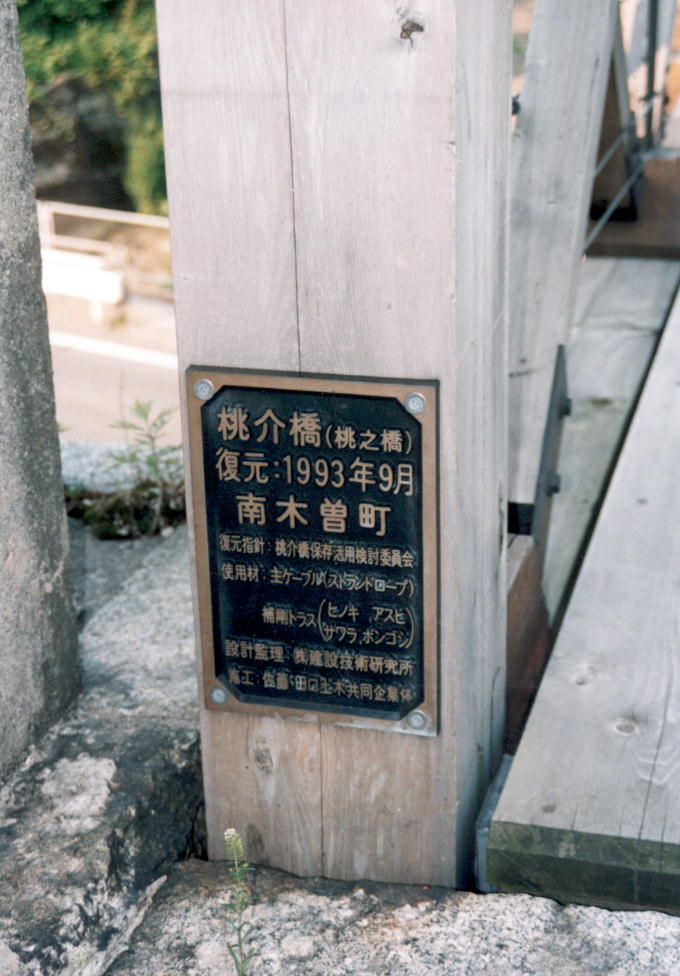 桃介橋(桃之橋)
復元:1993年9月
南木曽町
復元指針:桃介橋保存活用検討委員会
使用材:主ケーブル(ストランドロープ)
補剛トラス(ヒノキ アスヒ
サワラ、ボンゴシ)
設計監理:㈱建設技術研究所
施工:佐藤・田口土木共同企業体